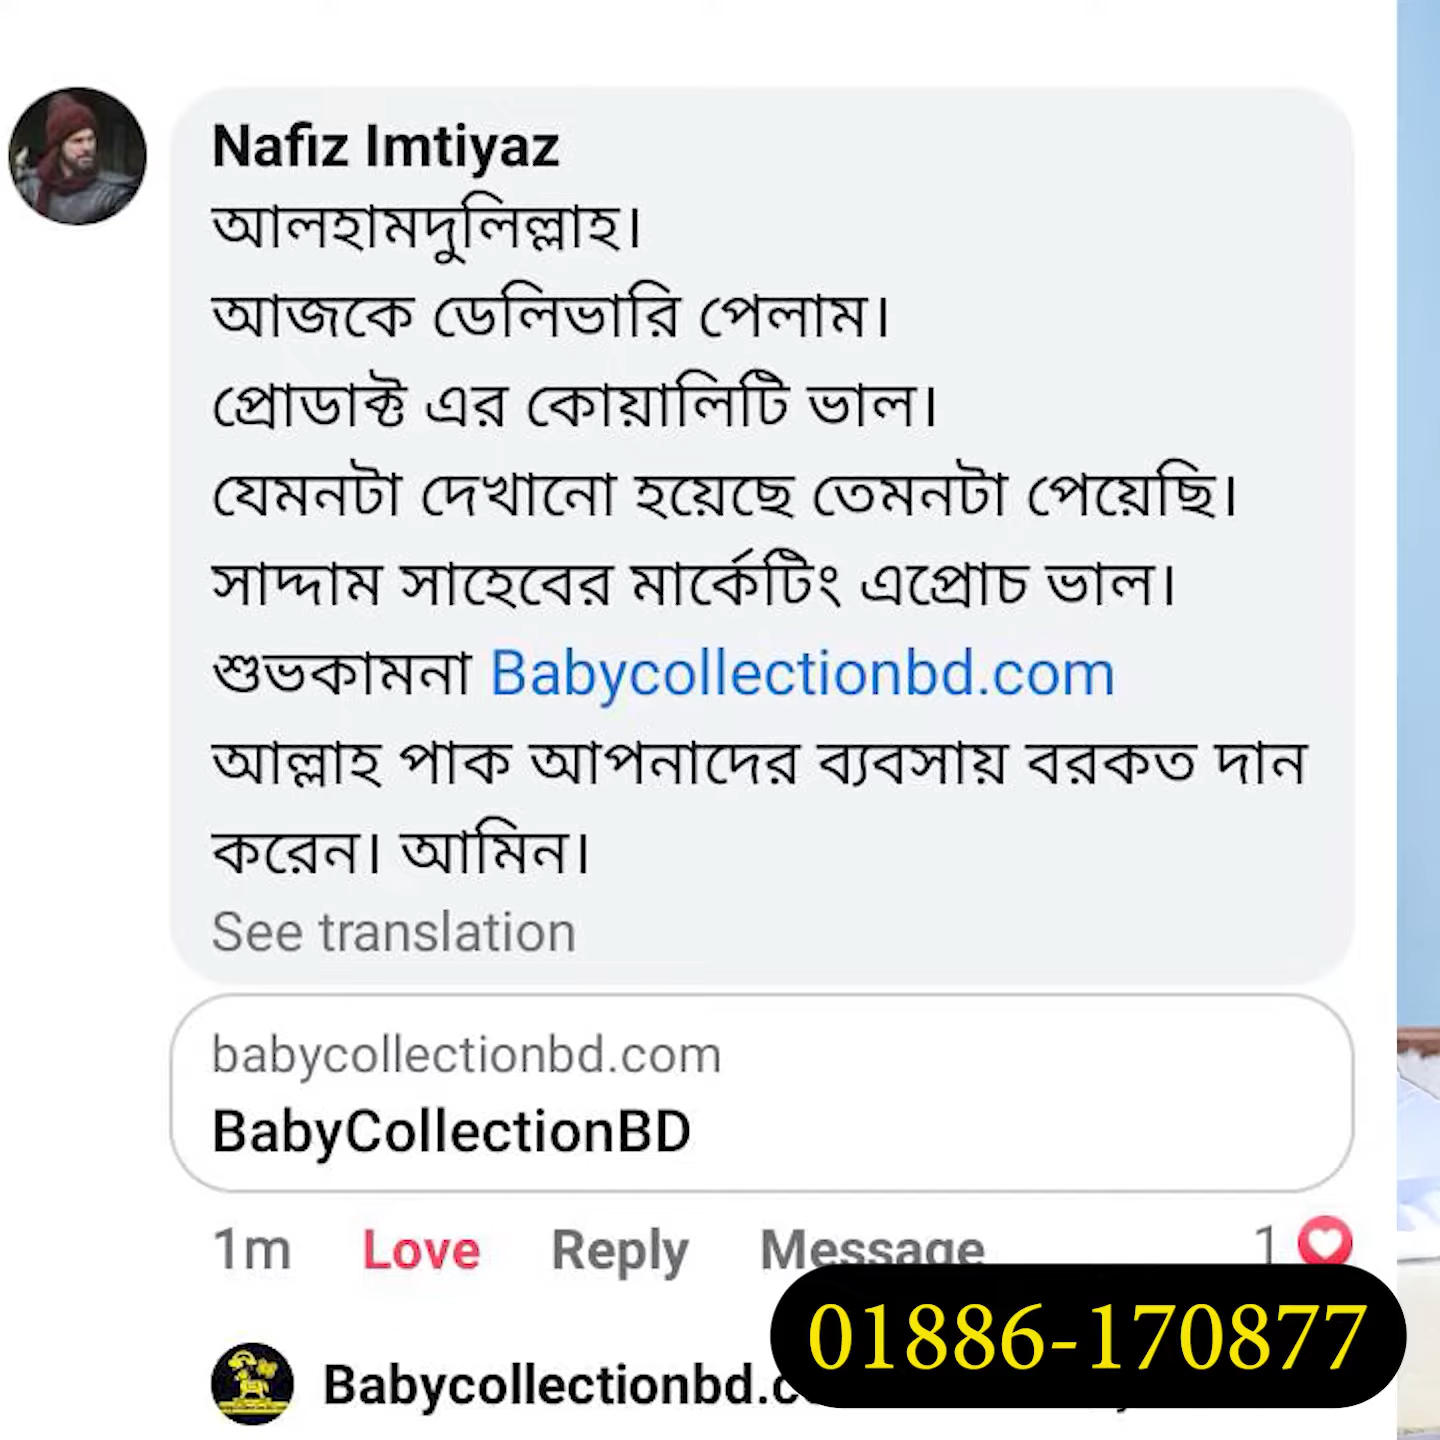 Nafiz Imtiyaz
আলহামদুলিল্লাহ।
আজকে ডেলিভারি পেলাম।
প্রোডাক্ট এর কোয়ালিটি ভাল।
যেমনটা দেখানো হয়েছে তেমনটা পেয়েছি।
সাদ্দাম সাহেবের মার্কেটিং এপ্রোচ ভাল।
শুভকামনা Babycollectionbd.com
আল্লাহ পাক আপনাদের ব্যবসায় বরকত দান
করেন। আমিন।
See translation
babycollectionbd.com
BabyCollectionBD
1m Love Reply Message 1
01886-170877
Babycollectionbd.c